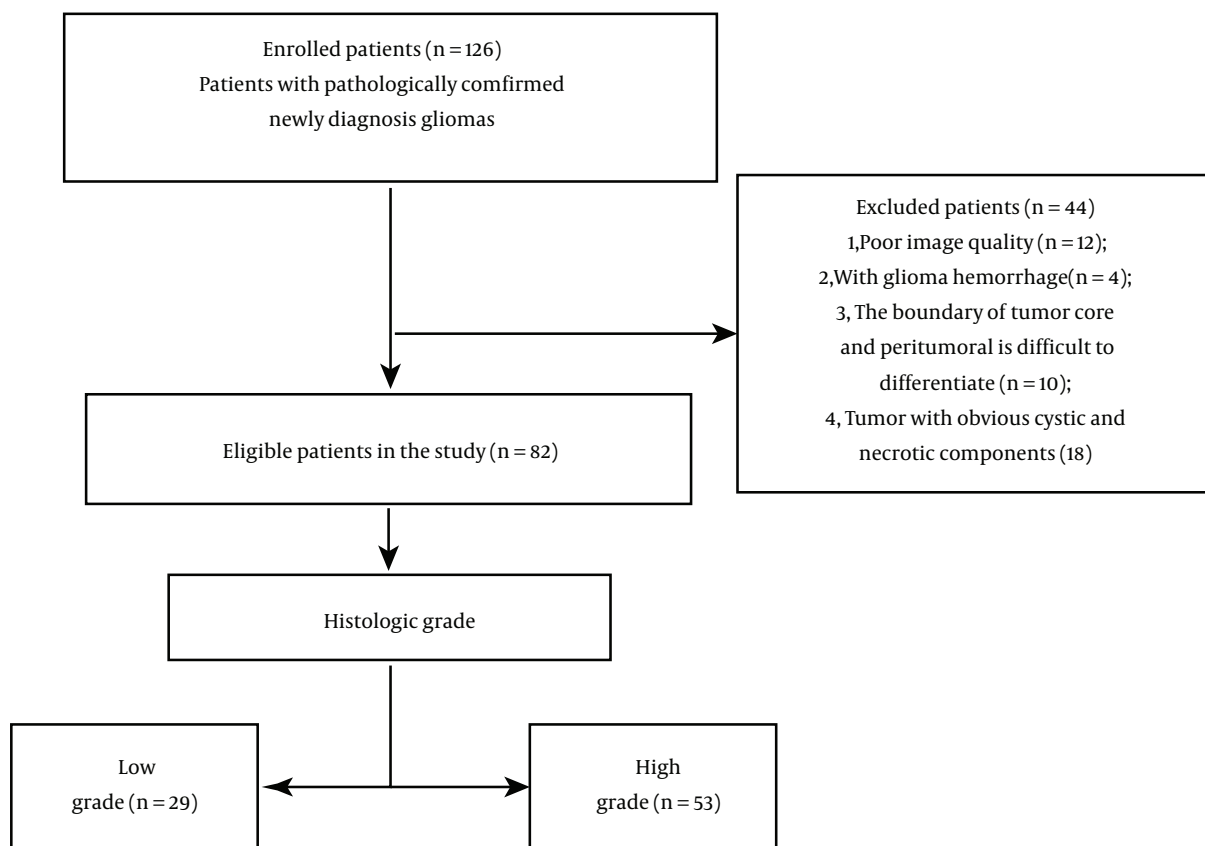 Enrolled patients (n = 126)
Patients with pathologically comfirmed
newly diagnosis gliomas
Excluded patients (n = 44)
1,Poor image quality (n = 12);
2,With glioma hemorrhage(n = 4);
3, The boundary of tumor core
and peritumoral is difficult to
differentiate (n = 10);
4, Tumor with obvious cystic and
necrotic components (18)
Eligible patients in the study (n = 82)
Histologic grade
Low
grade (n = 29)
High
grade (n = 53)